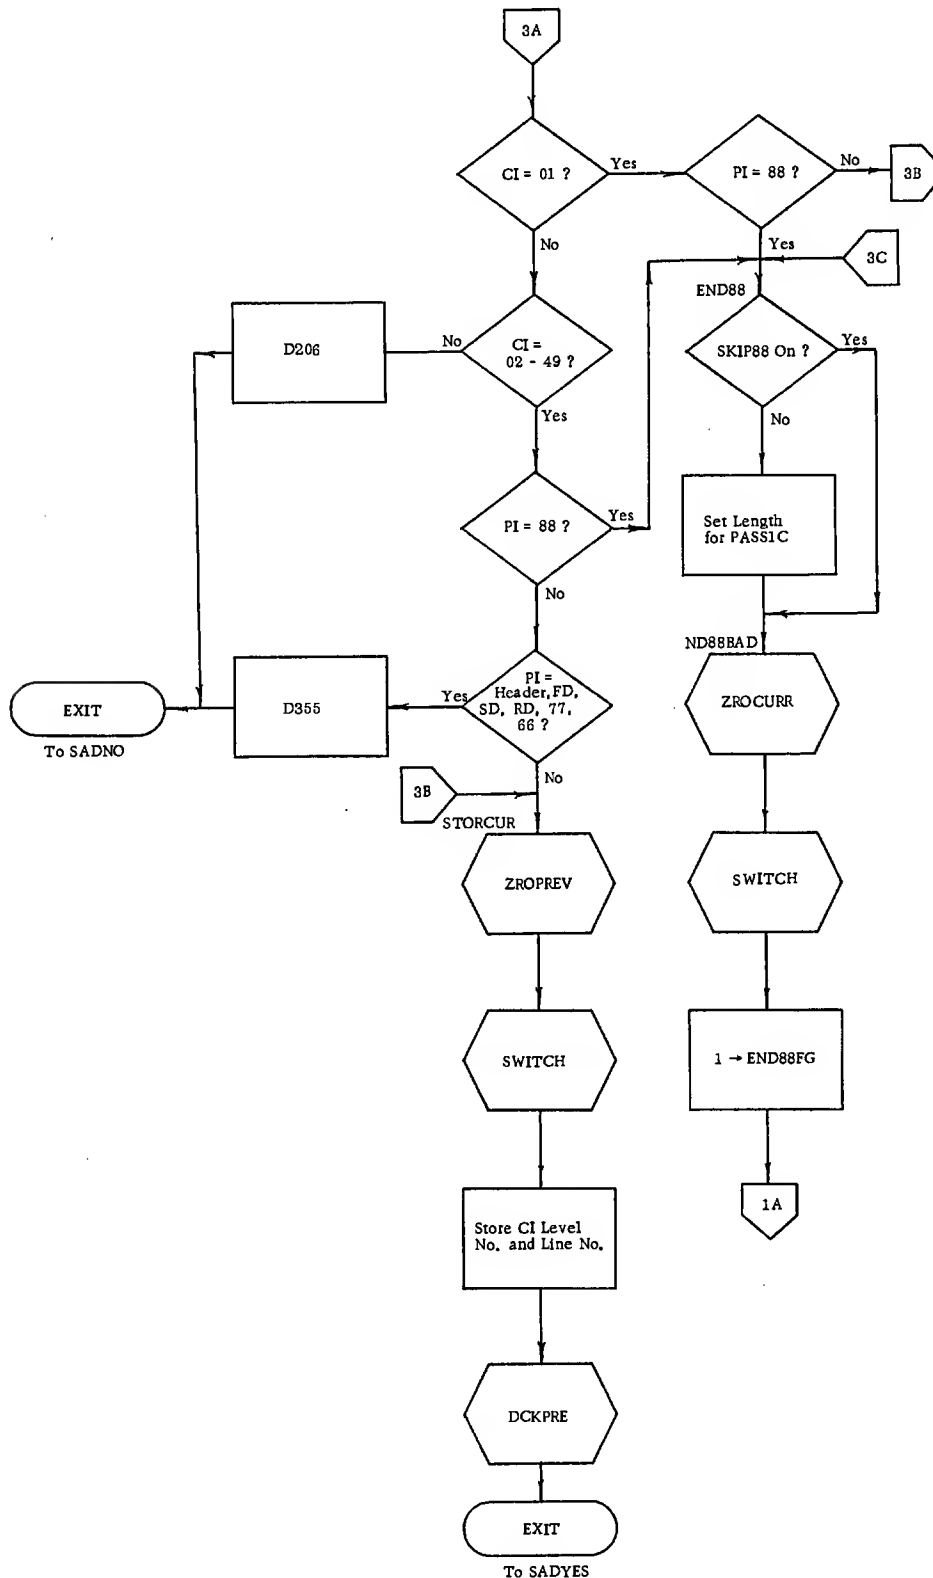 3A
CI = 01 ?
Yes
PI = 88 ?
No
3B
No
Yes
3C
END88
D206
No
CI =
02 - 49 ?
SKIP88 On ?
Yes
Yes
No
PI = 88 ?
Yes
Set Length
for PASS1C
No
ND88BAD
EXIT
To SADNO
D355
Yes
PI =
Header, FD,
SD, RD, 77,
66 ?
ZROCURR
No
3B
STORCUR
ZROPREV
SWITCH
SWITCH
1 → END88FG
Store CI Level
No. and Line No.
1A
DCKPRE
EXIT
To SADYES